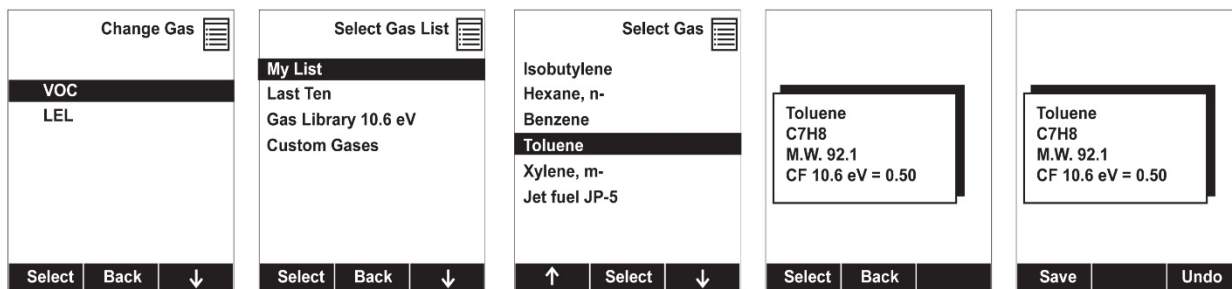 Change Gas
VOC
LEL
Select Back ↓
Select Gas List
My List
Last Ten
Gas Library 10.6 eV
Custom Gases
Select Back ↓
Select Gas
Isobutylene
Hexane, n-
Benzene
Toluene
Xylene, m-
Jet fuel JP-5
↑ Select ↓
Toluene
C7H8
M.W. 92.1
CF 10.6 eV = 0.50
Select Back
Toluene
C7H8
M.W. 92.1
CF 10.6 eV = 0.50
Save Undo